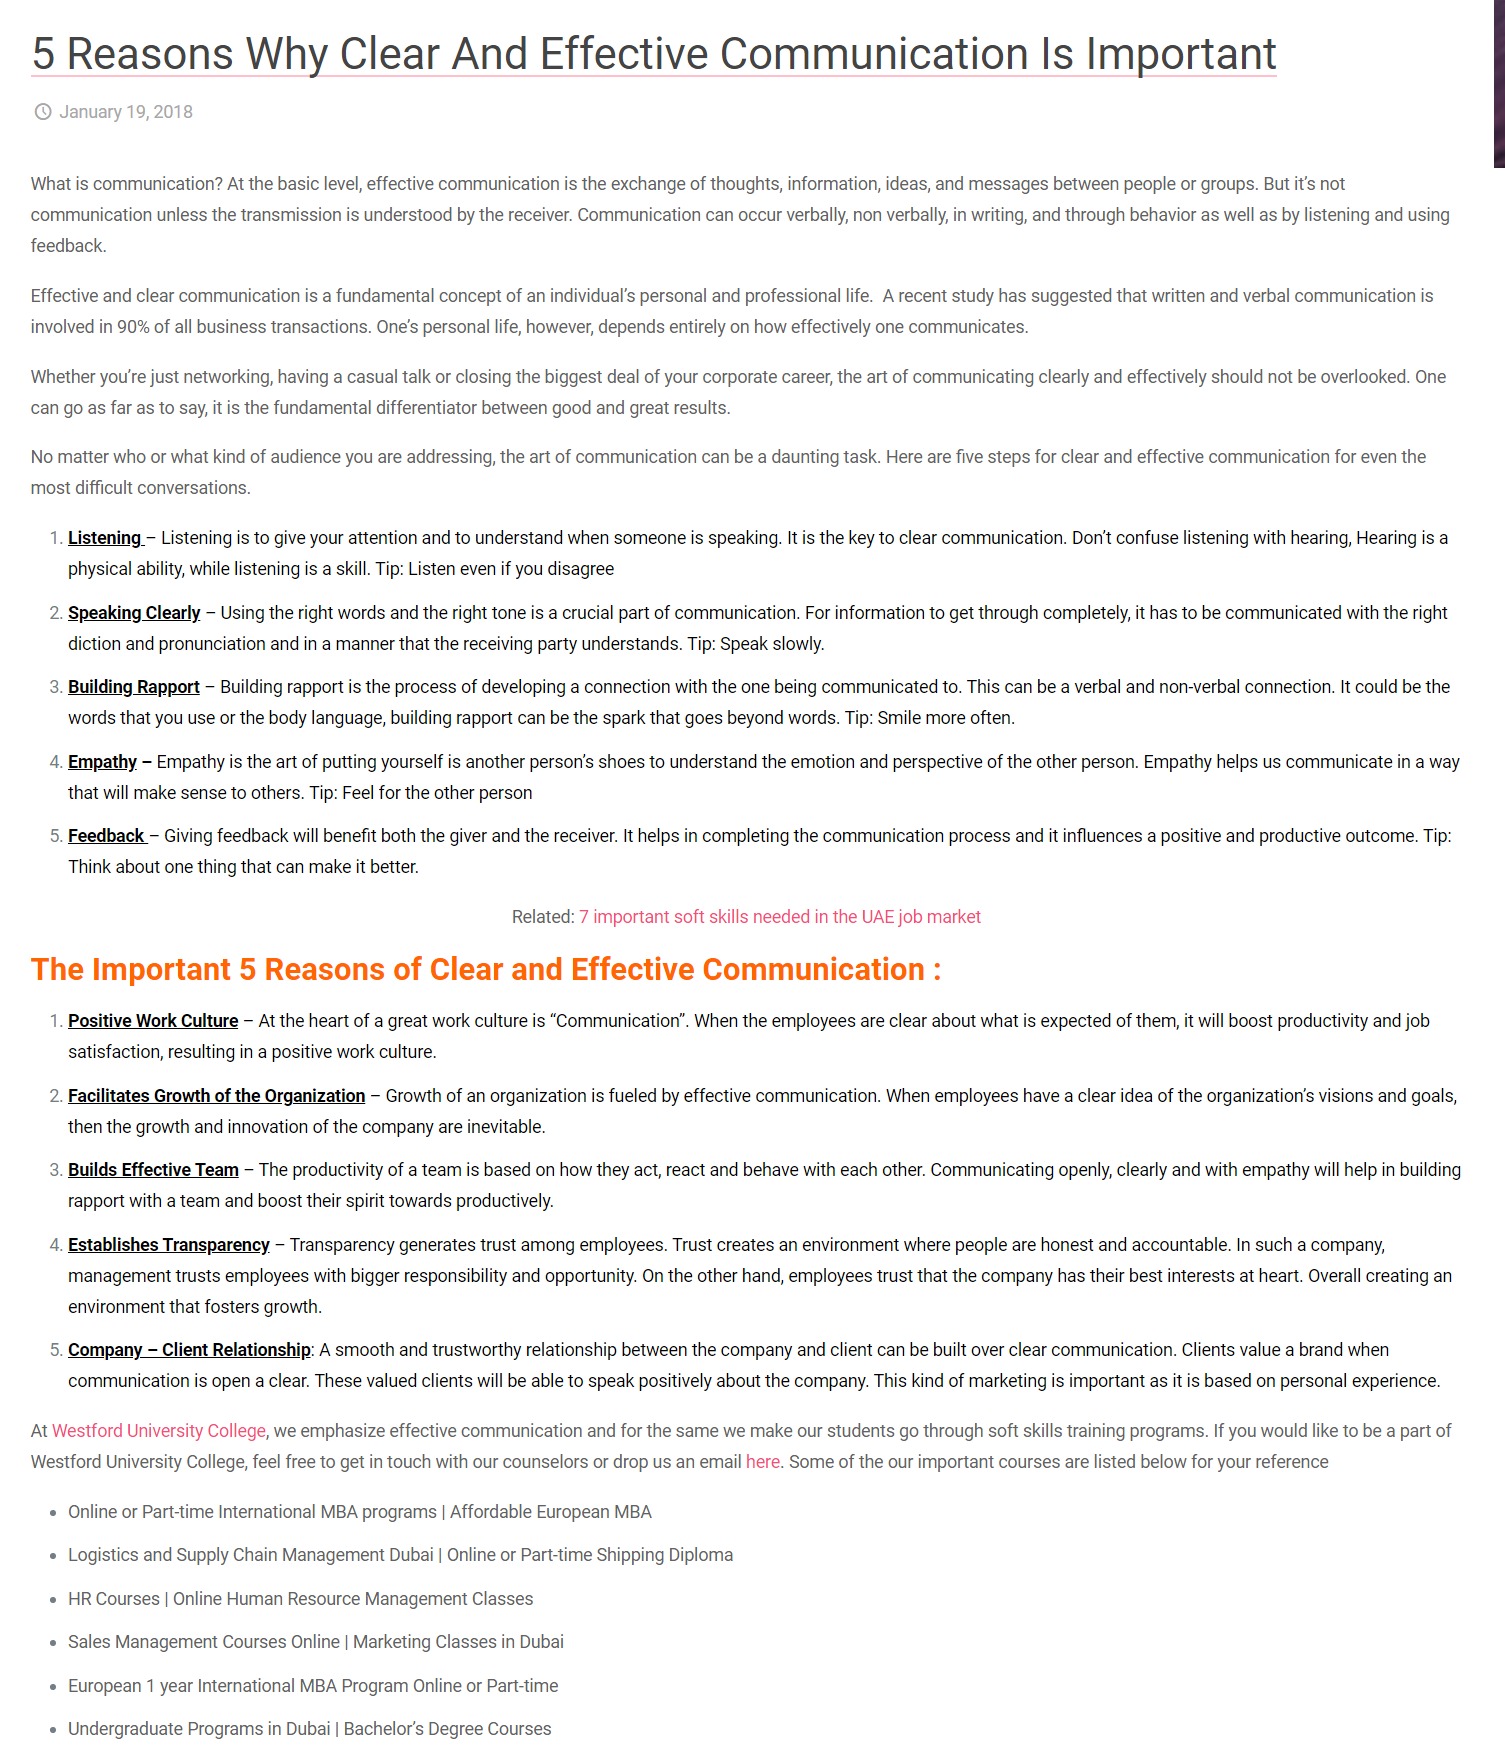 5 Reasons Why Clear And Effective Communication Is Important
January 19, 2018
What is communication? At the basic level, effective communication is the exchange of thoughts, information, ideas, and messages between people or groups. But it’s not
communication unless the transmission is understood by the receiver. Communication can occur verbally, non verbally, in writing, and through behavior as well as by listening and using
feedback.
Effective and clear communication is a fundamental concept of an individual’s personal and professional life.  A recent study has suggested that written and verbal communication is
involved in 90% of all business transactions. One’s personal life, however, depends entirely on how effectively one communicates.
Whether you’re just networking, having a casual talk or closing the biggest deal of your corporate career, the art of communicating clearly and effectively should not be overlooked. One
can go as far as to say, it is the fundamental differentiator between good and great results.
No matter who or what kind of audience you are addressing, the art of communication can be a daunting task. Here are five steps for clear and effective communication for even the
most difficult conversations.
1. Listening – Listening is to give your attention and to understand when someone is speaking. It is the key to clear communication. Don’t confuse listening with hearing, Hearing is a
physical ability, while listening is a skill. Tip: Listen even if you disagree
2. Speaking Clearly – Using the right words and the right tone is a crucial part of communication. For information to get through completely, it has to be communicated with the right
diction and pronunciation and in a manner that the receiving party understands. Tip: Speak slowly.
3. Building Rapport – Building rapport is the process of developing a connection with the one being communicated to. This can be a verbal and non-verbal connection. It could be the
words that you use or the body language, building rapport can be the spark that goes beyond words. Tip: Smile more often.
4. Empathy – Empathy is the art of putting yourself is another person’s shoes to understand the emotion and perspective of the other person. Empathy helps us communicate in a way
that will make sense to others. Tip: Feel for the other person
5. Feedback – Giving feedback will benefit both the giver and the receiver. It helps in completing the communication process and it influences a positive and productive outcome. Tip:
Think about one thing that can make it better.
Related: 7 important soft skills needed in the UAE job market
The Important 5 Reasons of Clear and Effective Communication :
1. Positive Work Culture – At the heart of a great work culture is “Communication”. When the employees are clear about what is expected of them, it will boost productivity and job
satisfaction, resulting in a positive work culture.
2. Facilitates Growth of the Organization – Growth of an organization is fueled by effective communication. When employees have a clear idea of the organization’s visions and goals,
then the growth and innovation of the company are inevitable.
3. Builds Effective Team – The productivity of a team is based on how they act, react and behave with each other. Communicating openly, clearly and with empathy will help in building
rapport with a team and boost their spirit towards productively.
4. Establishes Transparency – Transparency generates trust among employees. Trust creates an environment where people are honest and accountable. In such a company,
management trusts employees with bigger responsibility and opportunity. On the other hand, employees trust that the company has their best interests at heart. Overall creating an
environment that fosters growth.
5. Company – Client Relationship: A smooth and trustworthy relationship between the company and client can be built over clear communication. Clients value a brand when
communication is open a clear. These valued clients will be able to speak positively about the company. This kind of marketing is important as it is based on personal experience.
At Westford University College, we emphasize effective communication and for the same we make our students go through soft skills training programs. If you would like to be a part of
Westford University College, feel free to get in touch with our counselors or drop us an email here. Some of the our important courses are listed below for your reference
• Online or Part-time International MBA programs | Affordable European MBA
• Logistics and Supply Chain Management Dubai | Online or Part-time Shipping Diploma
• HR Courses | Online Human Resource Management Classes
• Sales Management Courses Online | Marketing Classes in Dubai
• European 1 year International MBA Program Online or Part-time
• Undergraduate Programs in Dubai | Bachelor’s Degree Courses